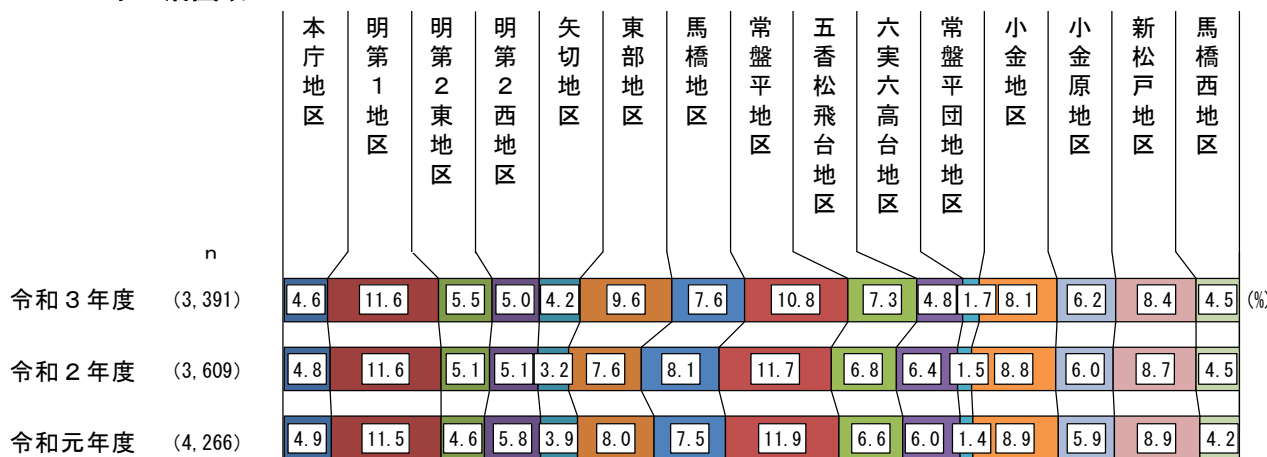 本庁地区
明第１地区
明第２東地区
明第２西地区
矢切地区
東部地区
馬橋地区
常盤平地区
五香松飛台地区
六実六高台地区
常盤平団地地区
小金地区
小金原地区
新松戸地区
馬橋西地区
ｎ
令和３年度 (3,391) 4.6 11.6 5.5 5.0 4.2 9.6 7.6 10.8 7.3 4.8 1.7 8.1 6.2 8.4 4.5 (%)
令和２年度 (3,609) 4.8 11.6 5.1 5.1 3.2 7.6 8.1 11.7 6.8 6.4 1.5 8.8 6.0 8.7 4.5
令和元年度 (4,266) 4.9 11.5 4.6 5.8 3.9 8.0 7.5 11.9 6.6 6.0 1.4 8.9 5.9 8.9 4.2